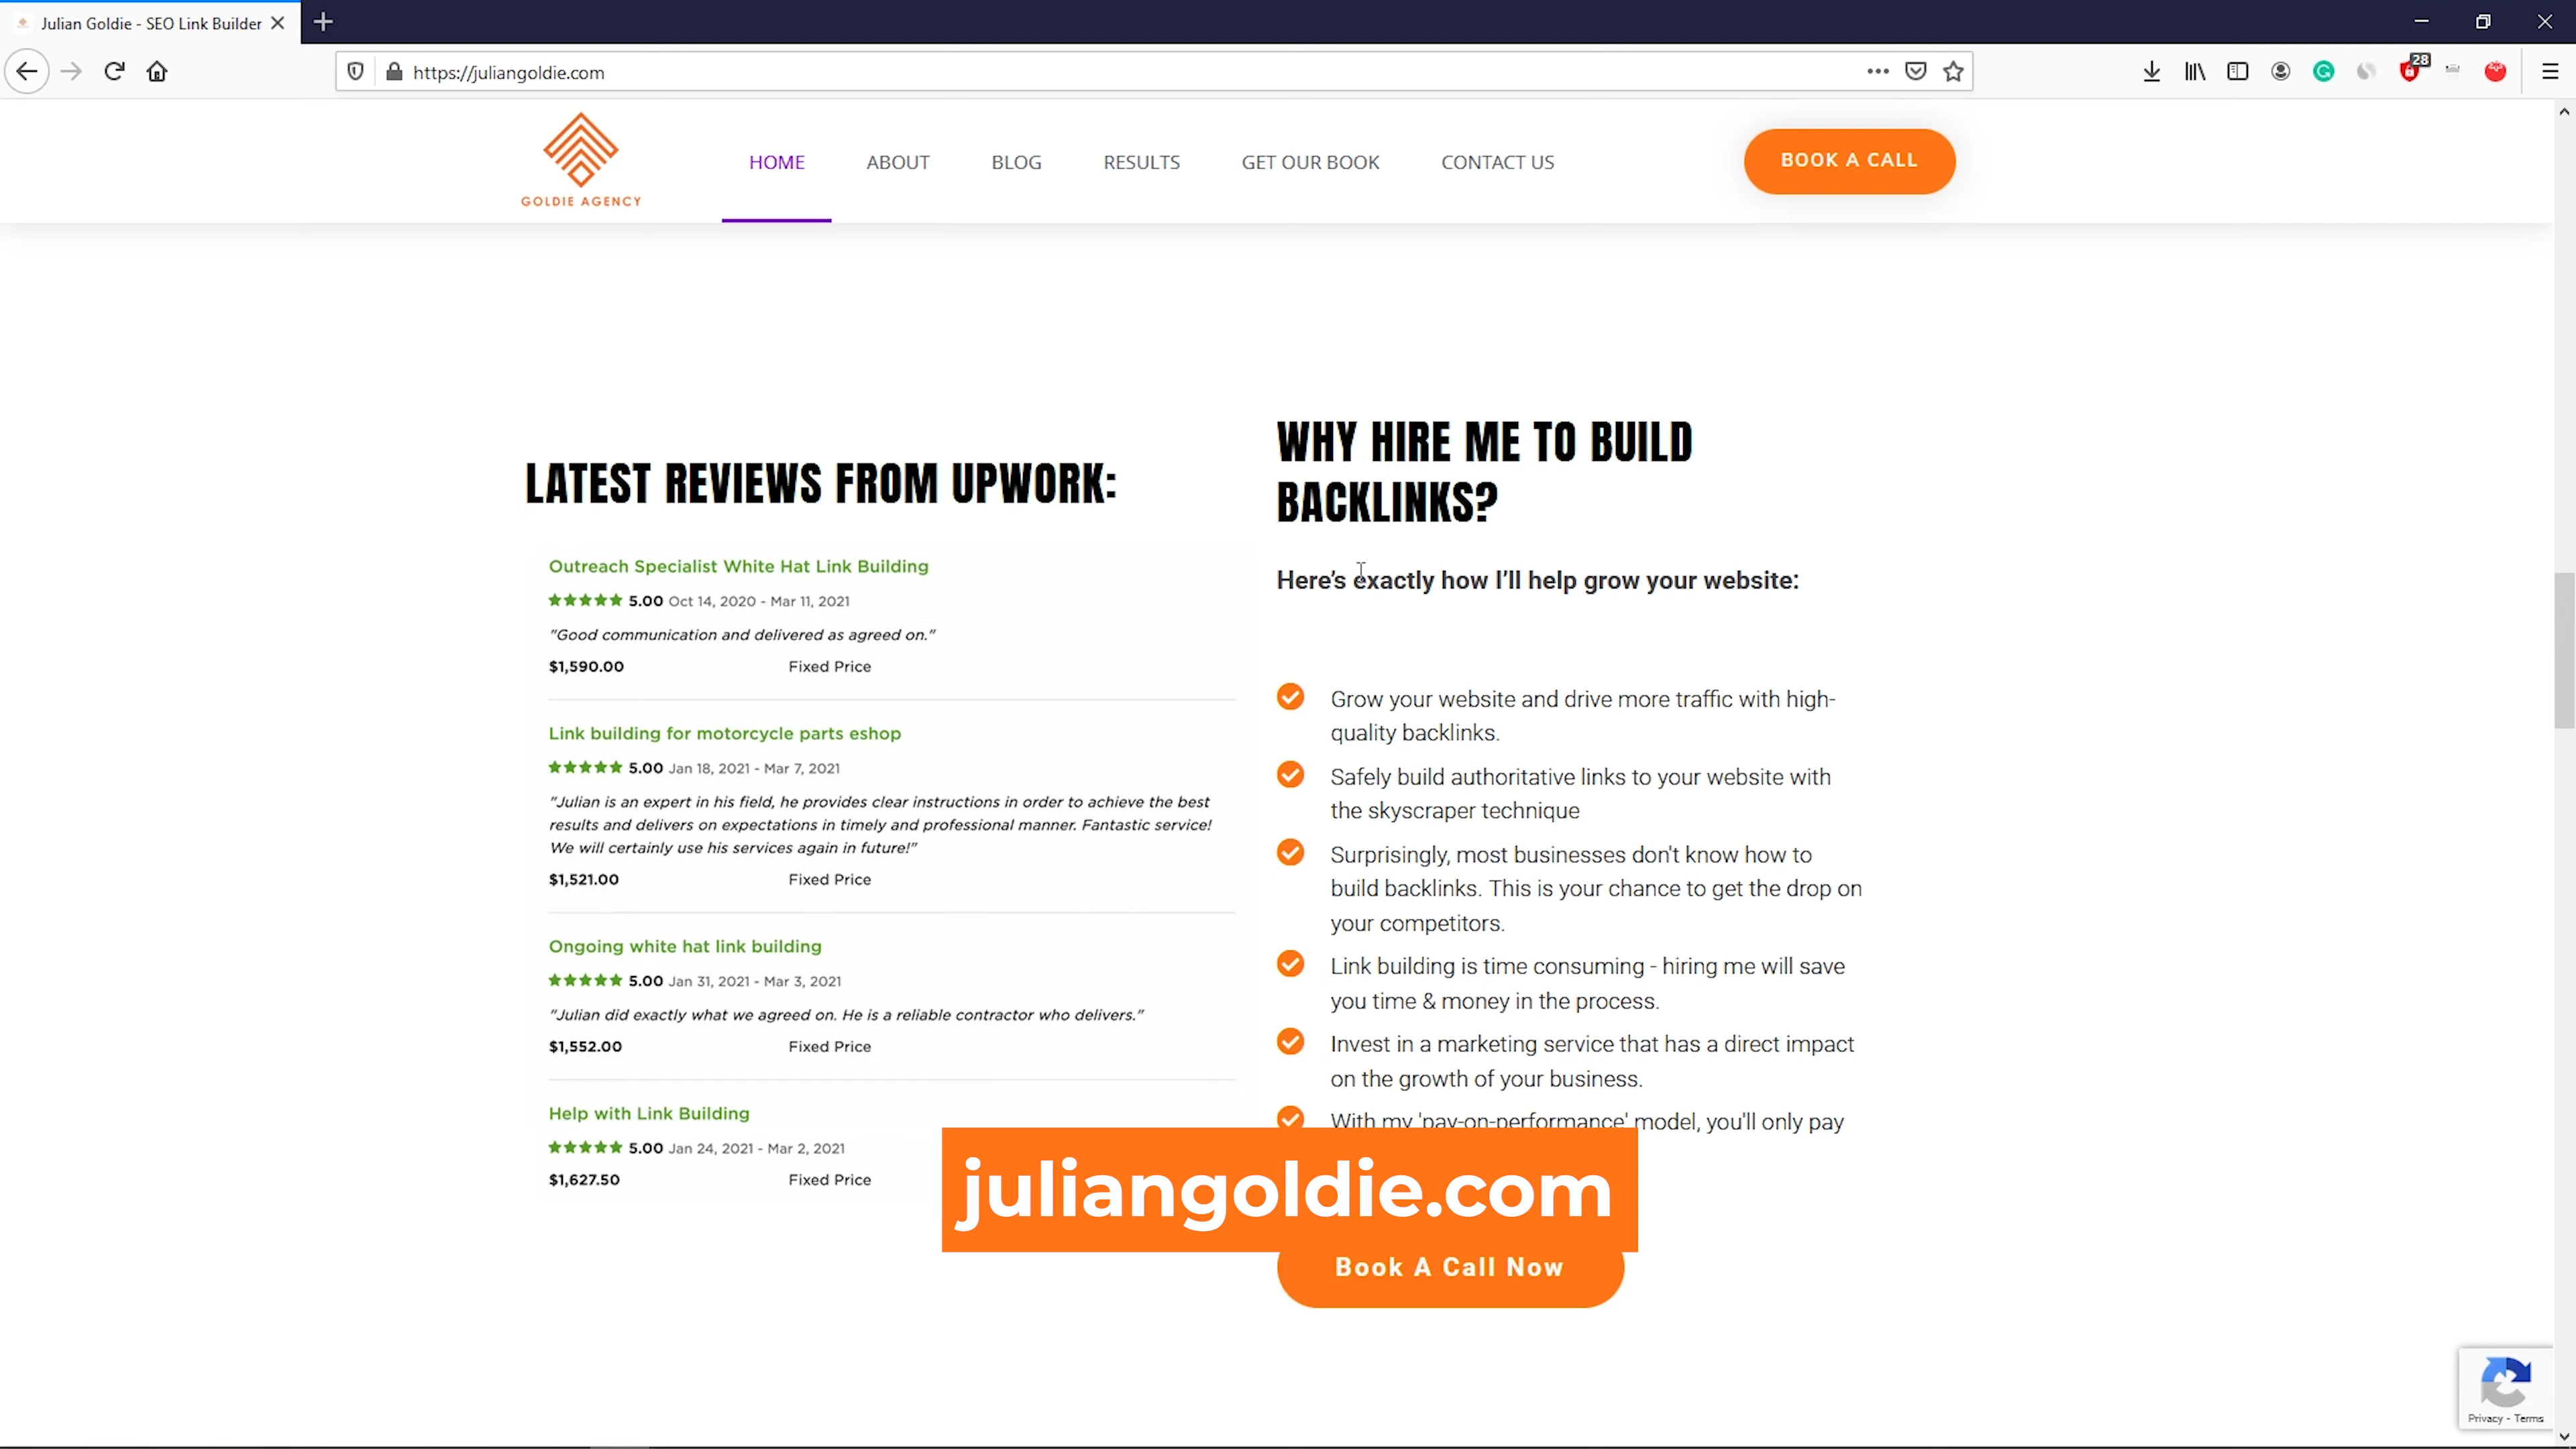 Julian Goldie - SEO Link Builder
https://juliangoldie.com
28
GOLDIE AGENCY
HOME
ABOUT
BLOG
RESULTS
GET OUR BOOK
CONTACT US
BOOK A CALL
LATEST REVIEWS FROM UPWORK:
Outreach Specialist White Hat Link Building
5.00 Oct 14, 2020 - Mar 11, 2021
"Good communication and delivered as agreed on."
$1,590.00 Fixed Price
Link building for motorcycle parts eshop
5.00 Jan 18, 2021 - Mar 7, 2021
"Julian is an expert in his field, he provides clear instructions in order to achieve the best
results and delivers on expectations in timely and professional manner. Fantastic service!
We will certainly use his services again in future!"
$1,521.00 Fixed Price
Ongoing white hat link building
5.00 Jan 31, 2021 - Mar 3, 2021
"Julian did exactly what we agreed on. He is a reliable contractor who delivers."
$1,552.00 Fixed Price
Help with Link Building
5.00 Jan 24, 2021 - Mar 2, 2021
$1,627.50 Fixed Price
WHY HIRE ME TO BUILD
BACKLINKS?
Here's exactly how I'll help grow your website:
Grow your website and drive more traffic with high-
quality backlinks.
Safely build authoritative links to your website with
the skyscraper technique
Surprisingly, most businesses don't know how to
build backlinks. This is your chance to get the drop on
your competitors.
Link building is time consuming - hiring me will save
you time & money in the process.
Invest in a marketing service that has a direct impact
on the growth of your business.
With my 'pay-on-performance' model, you'll only pay
juliangoldie.com
Book A Call Now
Privacy - Terms